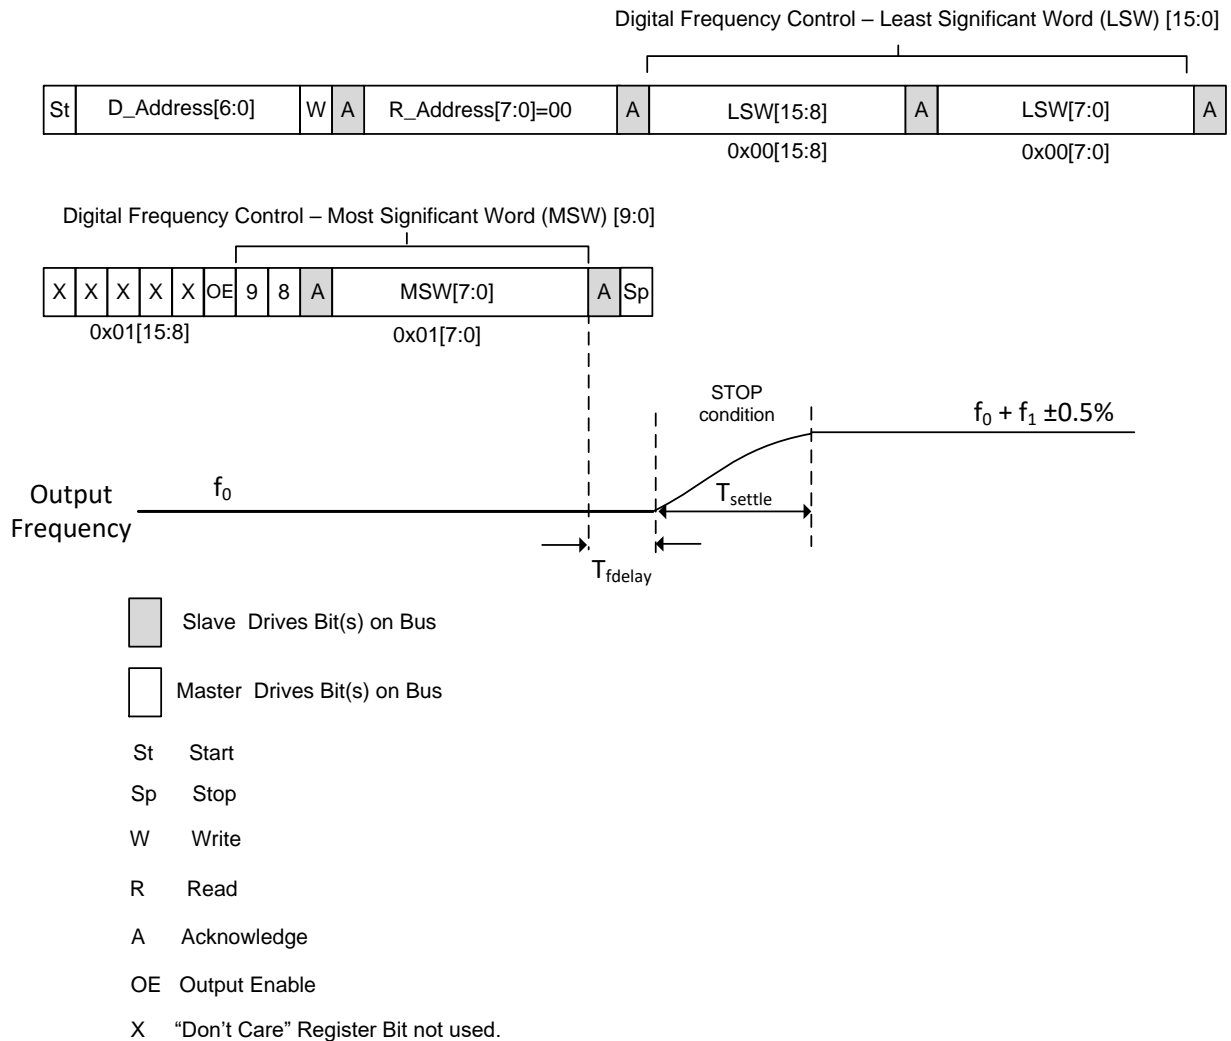 Digital Frequency Control – Least Significant Word (LSW) [15:0]
St D_Address[6:0] W A R_Address[7:0]=00 A LSW[15:8] A LSW[7:0] A
0x00[15:8] 0x00[7:0]
Digital Frequency Control – Most Significant Word (MSW) [9:0]
X X X X X OE 9 8 A MSW[7:0] A Sp
0x01[15:8] 0x01[7:0]
STOP
condition
f0 + f1 ±0.5%
Output
Frequency
f0
Tsettle
Tfdelay
Slave Drives Bit(s) on Bus
Master Drives Bit(s) on Bus
St Start
Sp Stop
W Write
R Read
A Acknowledge
OE Output Enable
X “Don’t Care” Register Bit not used.